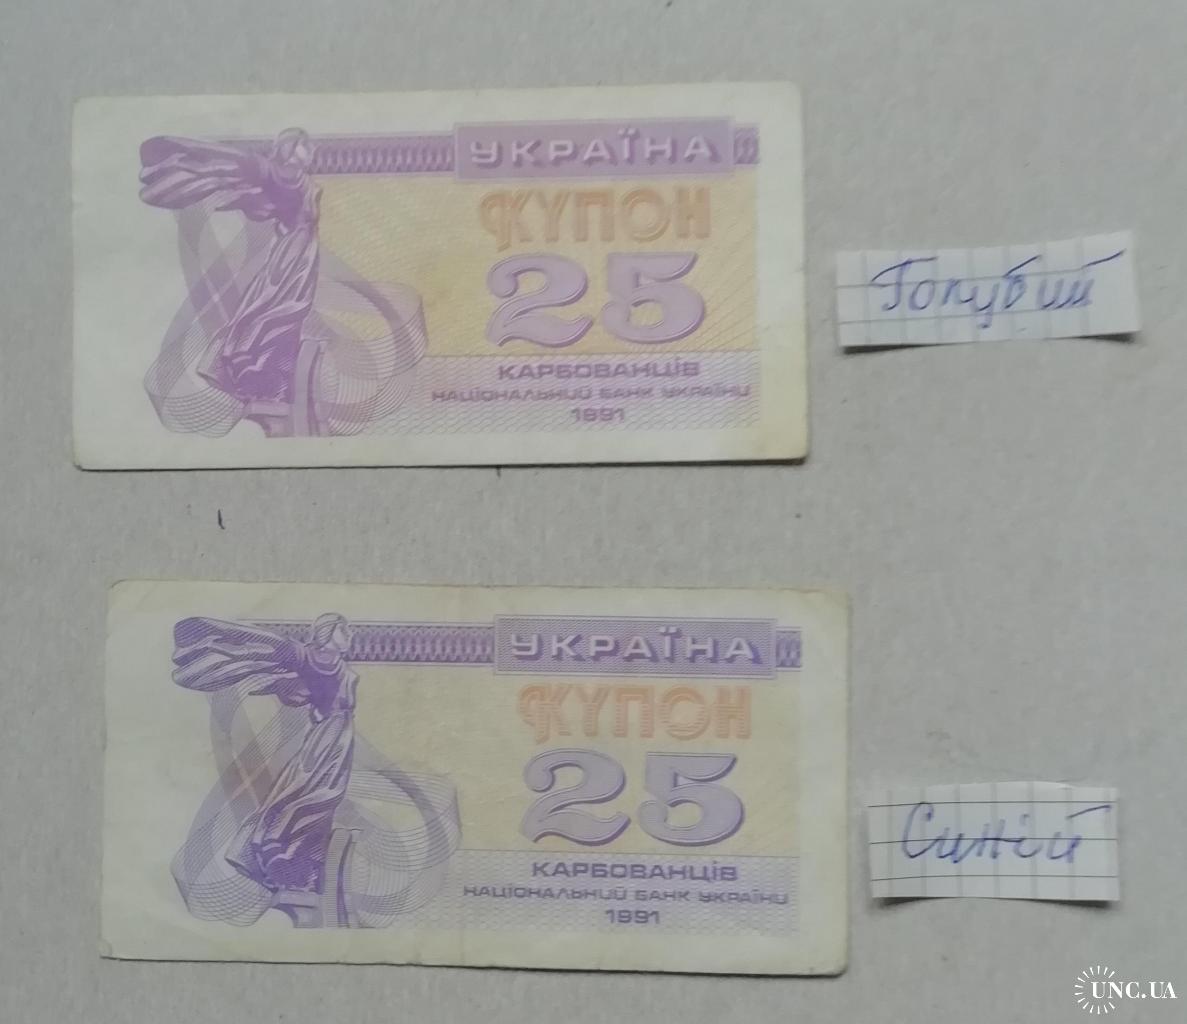 УКРАЇНА
КУПОН
25
КАРБОВАНЦІВ
НАЦІОНАЛЬНИЙ БАНК УКРАЇНИ
1991
Голубий
УКРАЇНА
КУПОН
25
КАРБОВАНЦІВ
НАЦІОНАЛЬНИЙ БАНК УКРАЇНИ
1991
Синій
UNC.UA